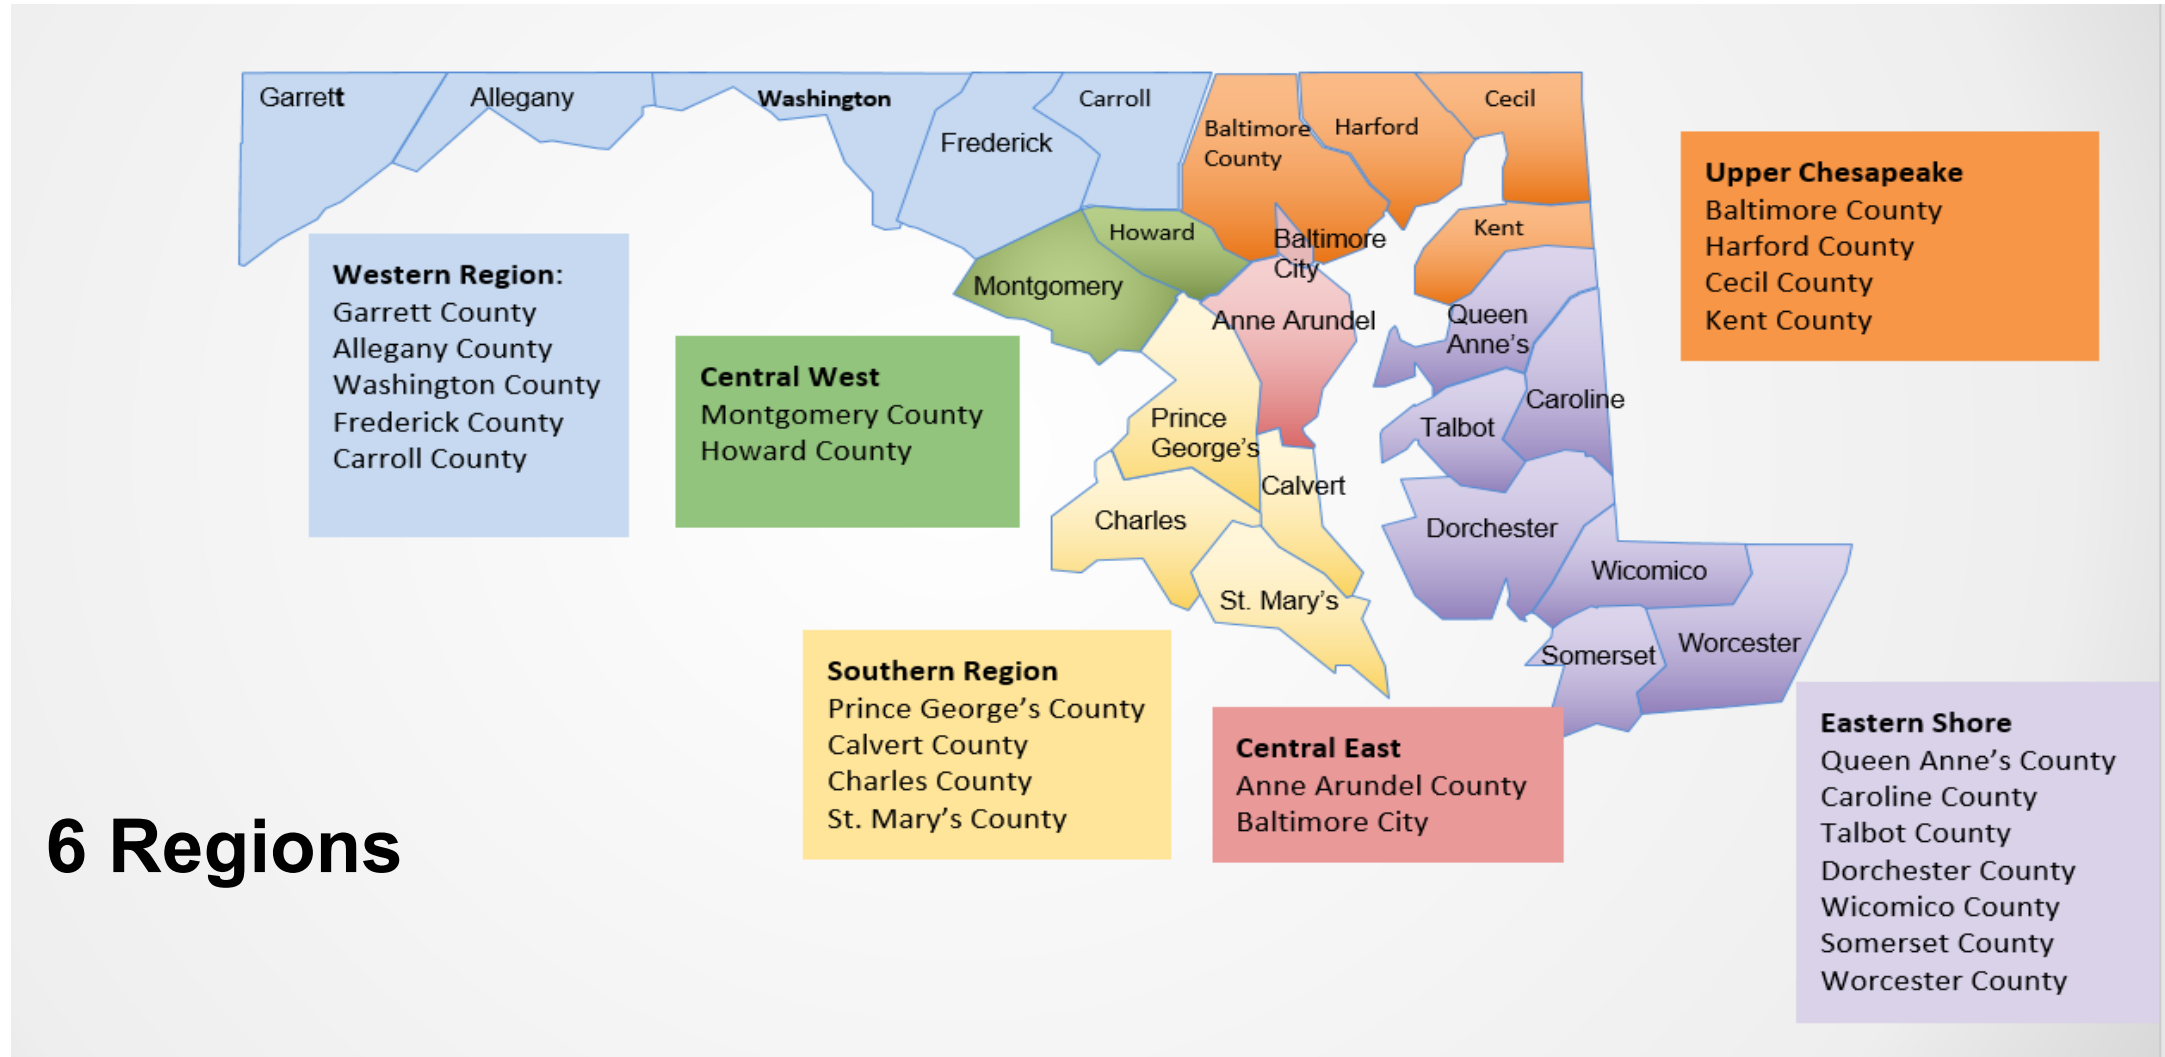 Garrett
Allegany
Washington
Frederick
Carroll
Baltimore
County
Harford
Cecil
Kent
Howard
Montgomery
Baltimore
City
Anne Arundel
Queen
Anne’s
Caroline
Talbot
Prince
George’s
Calvert
Charles
St. Mary’s
Dorchester
Wicomico
Somerset
Worcester
Upper Chesapeake
Baltimore County
Harford County
Cecil County
Kent County
Western Region:
Garrett County
Allegany County
Washington County
Frederick County
Carroll County
Central West
Montgomery County
Howard County
Southern Region
Prince George’s County
Calvert County
Charles County
St. Mary’s County
Central East
Anne Arundel County
Baltimore City
Eastern Shore
Queen Anne’s County
Caroline County
Talbot County
Dorchester County
Wicomico County
Somerset County
Worcester County
6 Regions